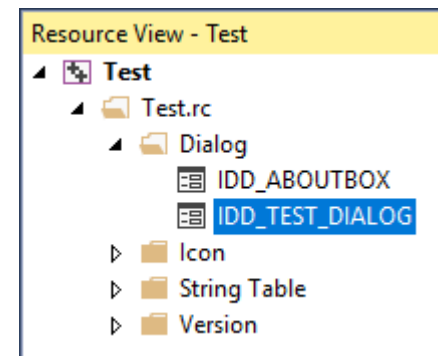 Resource View - Test
Test
Test.rc
Dialog
IDD_ABOUTBOX
IDD_TEST_DIALOG
Icon
String Table
Version